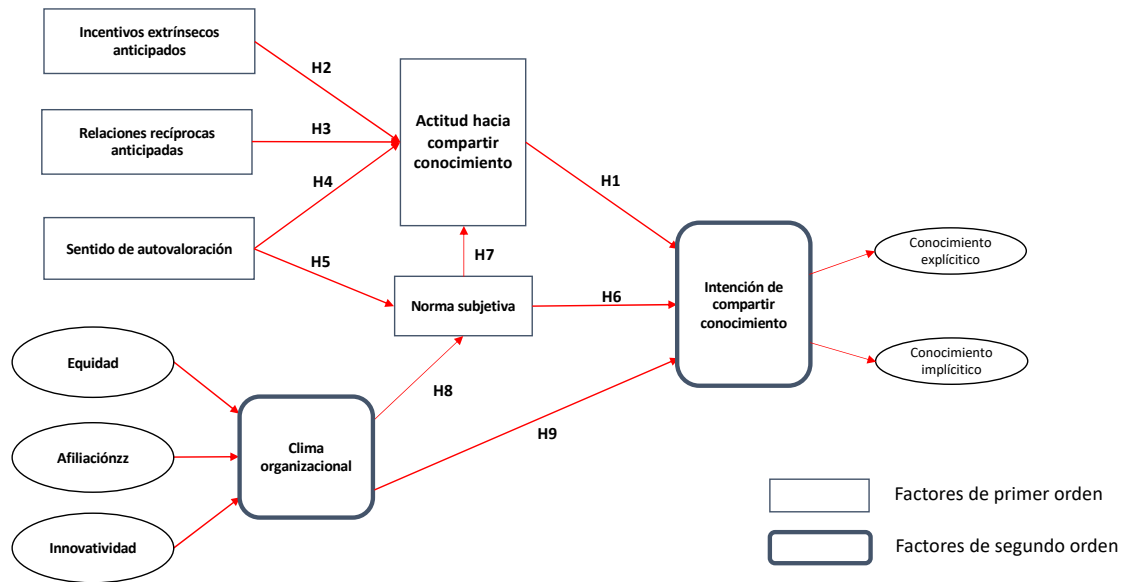 Incentivos extrínsecos
anticipados
H2
Relaciones recíprocas
anticipadas
H3
Actitud hacia
compartir
conocimiento
H4
H1
Sentido de autovaloración
H5
H7
Norma subjetiva
H6
Intención de
compartir
conocimiento
Conocimiento
explícitico
Conocimiento
implícitico
Equidad
H8
Afiliaciónzz
Clima
organizacional
H9
Innovatividad
Factores de primer orden
Factores de segundo orden